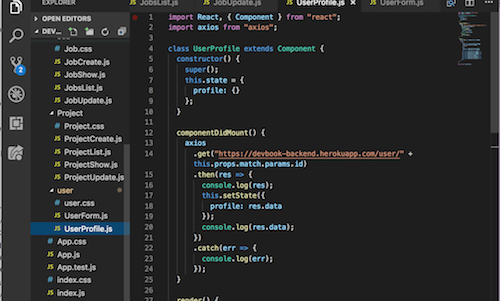 EXPLORER
JobsList.js
JobUpdate.js
UserProfile.js
UserForm.js
OPEN EDITORS
DEV...
# Job.css
JS JobCreate.js
JS JobShow.js
JS JobsList.js
JS JobUpdate.js
Project
# Project.css
JS ProjectCreate.js
JS ProjectList.js
JS ProjectShow.js
JS ProjectUpdate.js
user
# user.css
JS UserForm.js
JS UserProfile.js
# App.css
JS App.js
JS App.test.js
# index.css
JS index.js
2
1 import React, { Component } from "react";
2 import axios from "axios";
3
4 class UserProfile extends Component {
5 constructor() {
6 super();
7 this.state = {
8 profile: {}
9 };
10 }
11
12 componentDidMount() {
13 axios
14 .get("https://devbook-backend.herokuapp.com/user/" +
this.props.match.params.id)
15 .then(res => {
16 console.log(res);
17 this.setState({
18 profile: res.data
19 });
20 console.log(res.data);
21 })
22 .catch(err => {
23 console.log(err);
24 });
25 }
26
27 render() {